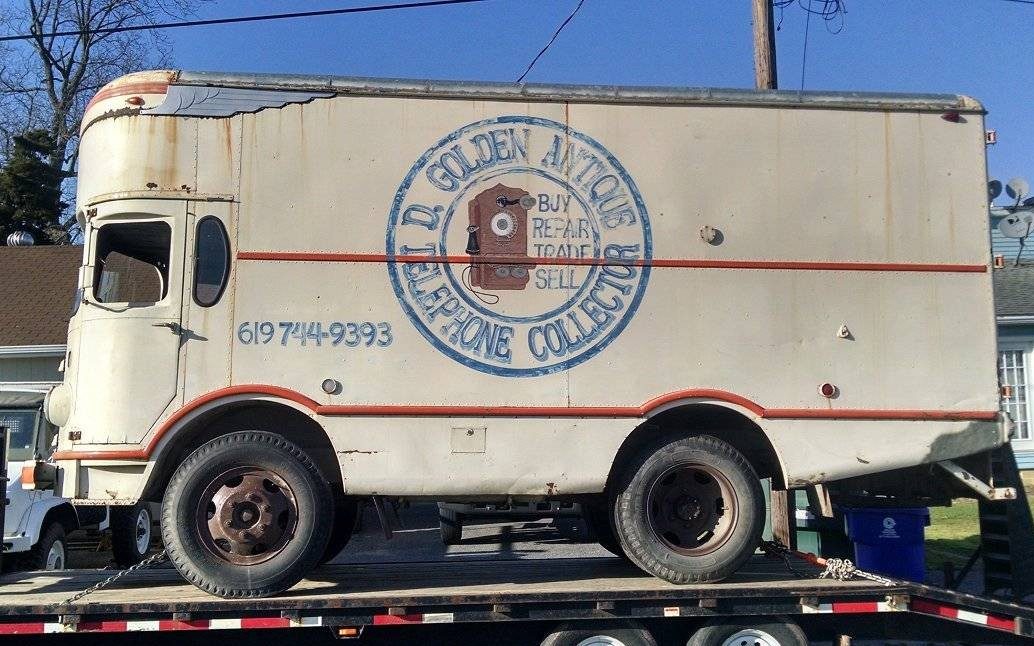 D. GOLDEN ANTIQUE
TELEPHONE COLLECTOR
BUY
REPAIR
TRADE
SELL
619 744-9393